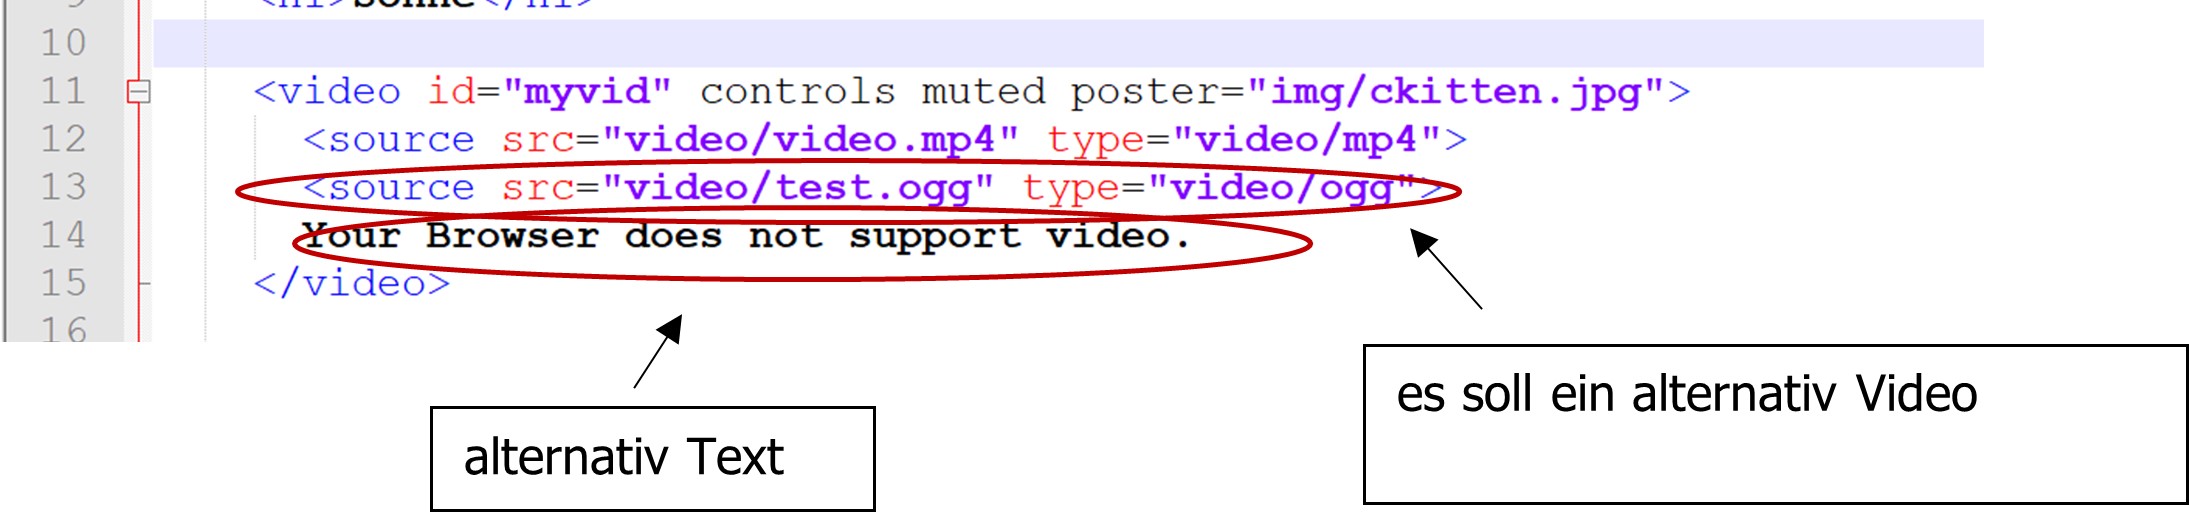 10
11 <video id="myvid" controls muted poster="img/ckitten.jpg">
12 <source src="video/video.mp4" type="video/mp4">
13 <source src="video/test.ogg" type="video/ogg">
14 Your Browser does not support video.
15 </video>
16
alternativ Text
es soll ein alternativ Video